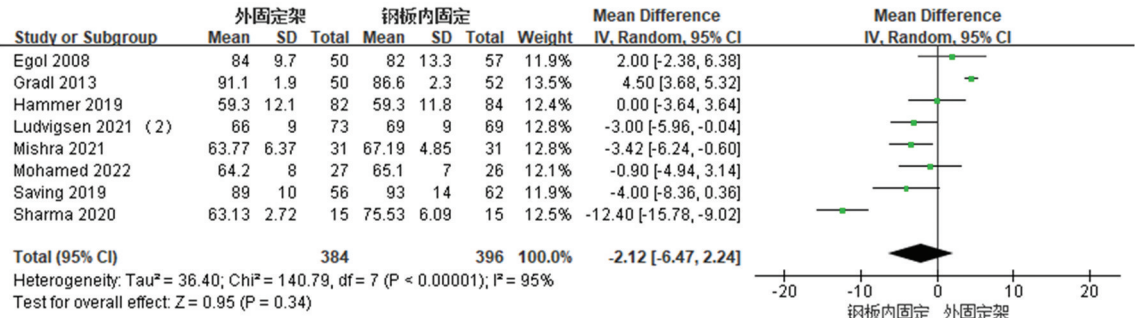 外固定架 钢板内固定 Mean Difference Mean Difference
Study or Subgroup Mean SD Total Mean SD Total Weight IV, Random, 95% CI IV, Random, 95% CI
Egol 2008 84 9.7 50 82 13.3 57 11.9% 2.00 [-2.38, 6.38]
Gradl 2013 91.1 1.9 50 86.6 2.3 52 13.4% 4.50 [3.68, 5.32]
Hammer 2019 59.3 12.1 82 59.3 11.8 84 12.4% 0.00 [-3.64, 3.64]
Ludvigsen 2021 （2） 66 9 73 69 9 69 12.8% -3.00 [-5.96, -0.04]
Mishra 2021 63.77 6.37 31 67.19 4.85 31 12.8% -3.42 [-6.24, -0.60]
Mohamed 2022 64.2 8 27 65.1 7 26 12.1% -0.90 [-4.94, 3.14]
Saving 2019 89 10 56 93 14 62 11.9% -4.00 [-8.36, 0.36]
Sharma 2020 63.13 2.72 15 75.53 6.09 15 12.5% -12.40 [-15.78, -9.02]
Total (95% CI) 384 396 100.0% -2.12 [-6.47, 2.24]
Heterogeneity: Tau² = 36.40; Chi² = 140.79, df = 7 (P < 0.00001); I² = 95%
Test for overall effect: Z = 0.95 (P = 0.34)
-20 -10 0 10 20
钢板内固定 外固定架